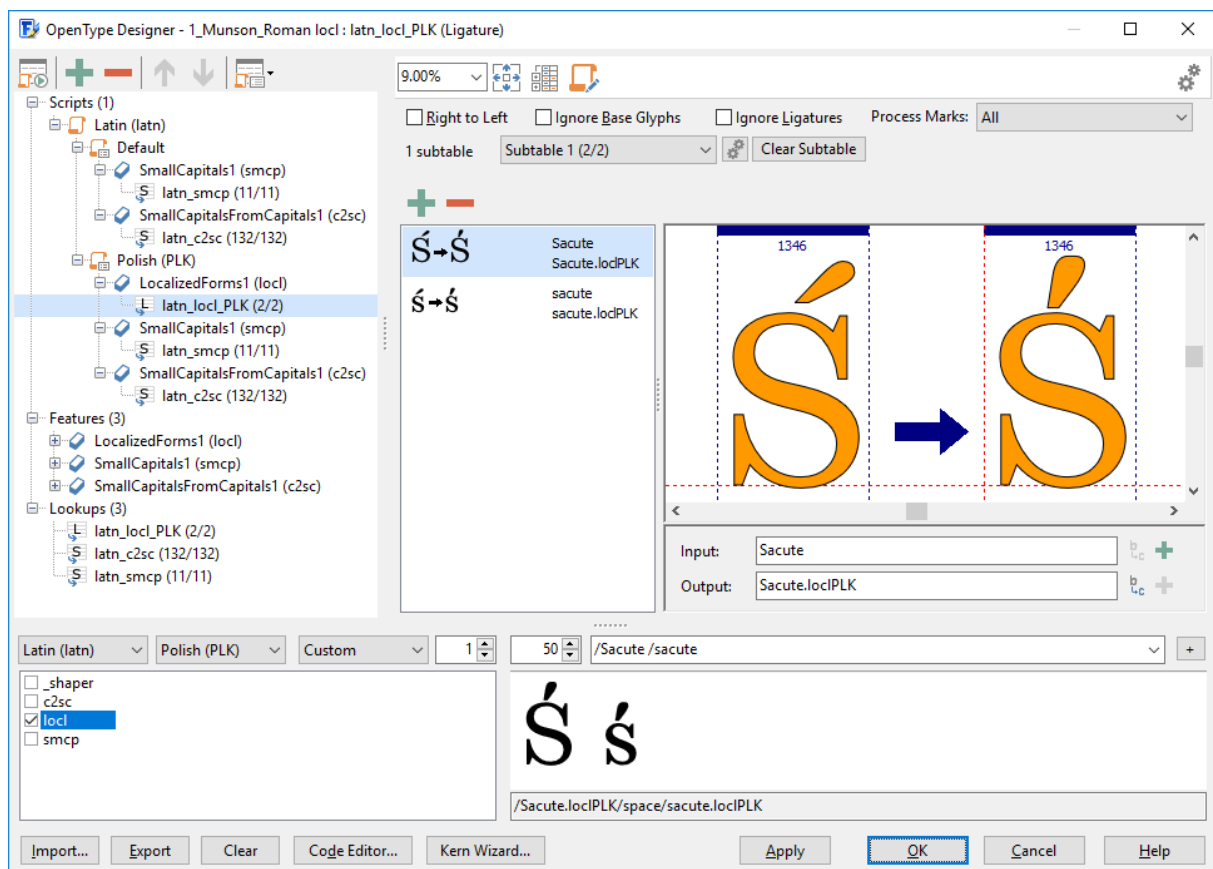 OpenType Designer - 1_Munson_Roman locl : latn_locl_PLK (Ligature)
9.00%
Scripts (1)
Latin (latn)
Default
SmallCapitals1 (smcp)
latn_smcp (11/11)
SmallCapitalsFromCapitals1 (c2sc)
latn_c2sc (132/132)
Polish (PLK)
LocalizedForms1 (locl)
latn_locl_PLK (2/2)
SmallCapitals1 (smcp)
latn_smcp (11/11)
SmallCapitalsFromCapitals1 (c2sc)
latn_c2sc (132/132)
Features (3)
LocalizedForms1 (locl)
SmallCapitals1 (smcp)
SmallCapitalsFromCapitals1 (c2sc)
Lookups (3)
latn_locl_PLK (2/2)
latn_c2sc (132/132)
latn_smcp (11/11)
Right to Left Ignore Base Glyphs Ignore Ligatures Process Marks: All
1 subtable Subtable 1 (2/2) Clear Subtable
Ś→Ś Sacute
Sacute.loclPLK
ś→ś sacute
sacute.loclPLK
1346 1346
Ś Ś
Input: Sacute
Output: Sacute.loclPLK
Latin (latn) Polish (PLK) Custom 1 50 /Sacute /sacute +
_shaper
c2sc
locl
smcp
Ś ś
/Sacute.loclPLK/space/sacute.loclPLK
Import... Export Clear Code Editor... Kern Wizard... Apply OK Cancel Help